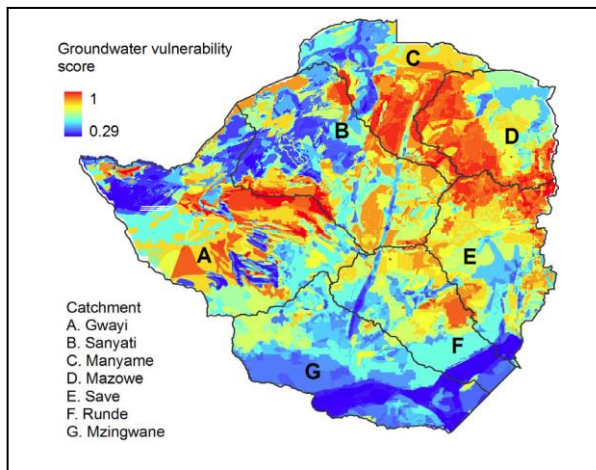 Groundwater vulnerability
score
1
0.29
C
B
D
A
E
F
G
Catchment
A. Gwayi
B. Sanyati
C. Manyame
D. Mazowe
E. Save
F. Runde
G. Mzingwane